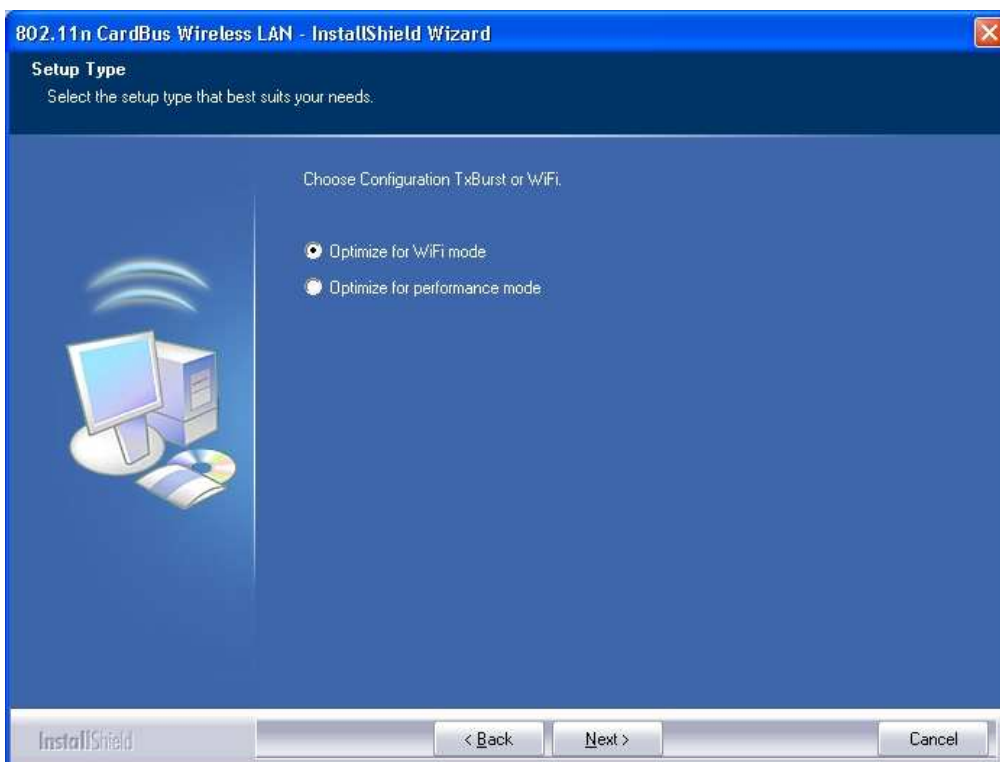 802.11n CardBus Wireless LAN - InstallShield Wizard
Setup Type
Select the setup type that best suits your needs.
Choose Configuration TxBurst or WiFi.
Optimize for WiFi mode
Optimize for performance mode
InstallShield
< Back
Next >
Cancel